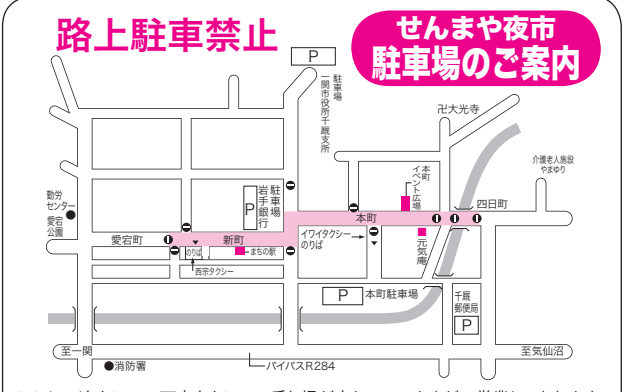 路上駐車禁止
せんまや夜市
駐車場のご案内
P
駐車場
一関市役所千厩支所
卍大光寺
介護老人施設
やまゆり
本町
イベント広場
四日町
勤労
センター
愛宕
公園
P
駐車場
岩手銀行
本町
愛宕町
新町
イワイタクシー
のりば
元気庵
のりば
まちの駅
西宗タクシー
P
本町駐車場
千厩
郵便局
P
至一関
至気仙沼
消防署
バイパスR284